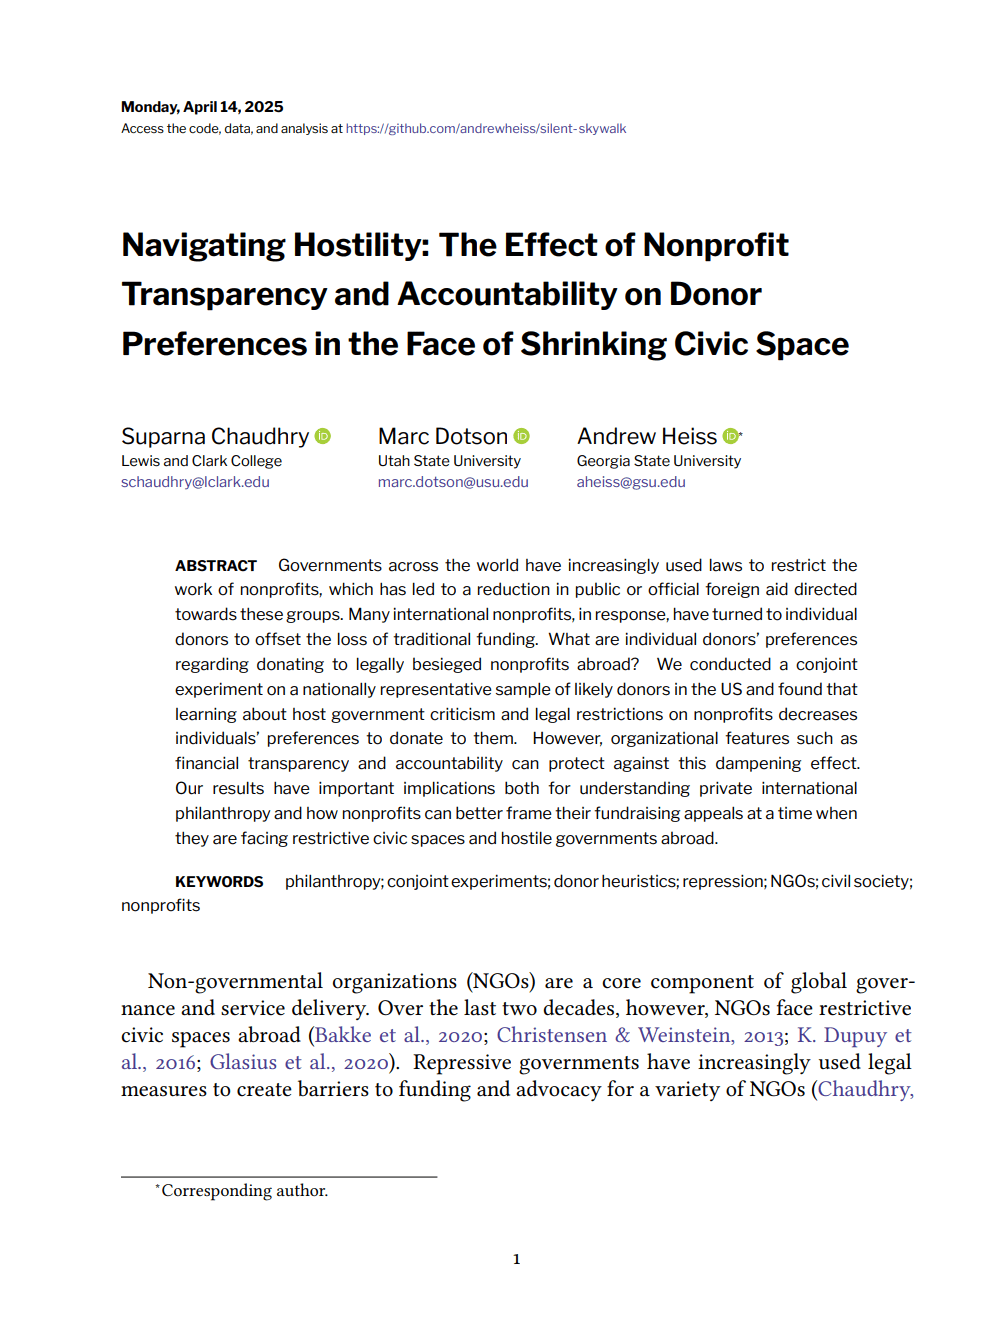 Monday, April 14, 2025
Access the code, data, and analysis at https://github.com/andrewheiss/silent-skywalk
Navigating Hostility: The Effect of Nonprofit
Transparency and Accountability on Donor
Preferences in the Face of Shrinking Civic Space
Suparna Chaudhry
Lewis and Clark College
schaudhry@lclark.edu
Marc Dotson
Utah State University
marc.dotson@usu.edu
Andrew Heiss *
Georgia State University
aheiss@gsu.edu
ABSTRACT Governments across the world have increasingly used laws to restrict the
work of nonprofits, which has led to a reduction in public or official foreign aid directed
towards these groups. Many international nonprofits, in response, have turned to individual
donors to offset the loss of traditional funding. What are individual donors' preferences
regarding donating to legally besieged nonprofits abroad? We conducted a conjoint
experiment on a nationally representative sample of likely donors in the US and found that
learning about host government criticism and legal restrictions on nonprofits decreases
individuals' preferences to donate to them. However, organizational features such as
financial transparency and accountability can protect against this dampening effect.
Our results have important implications both for understanding private international
philanthropy and how nonprofits can better frame their fundraising appeals at a time when
they are facing restrictive civic spaces and hostile governments abroad.
KEYWORDS philanthropy; conjoint experiments; donor heuristics; repression; NGOs; civil society;
nonprofits
Non-governmental organizations (NGOs) are a core component of global gover-
nance and service delivery. Over the last two decades, however, NGOs face restrictive
civic spaces abroad (Bakke et al., 2020; Christensen & Weinstein, 2013; K. Dupuy et
al., 2016; Glasius et al., 2020). Repressive governments have increasingly used legal
measures to create barriers to funding and advocacy for a variety of NGOs (Chaudhry,
*Corresponding author.
1